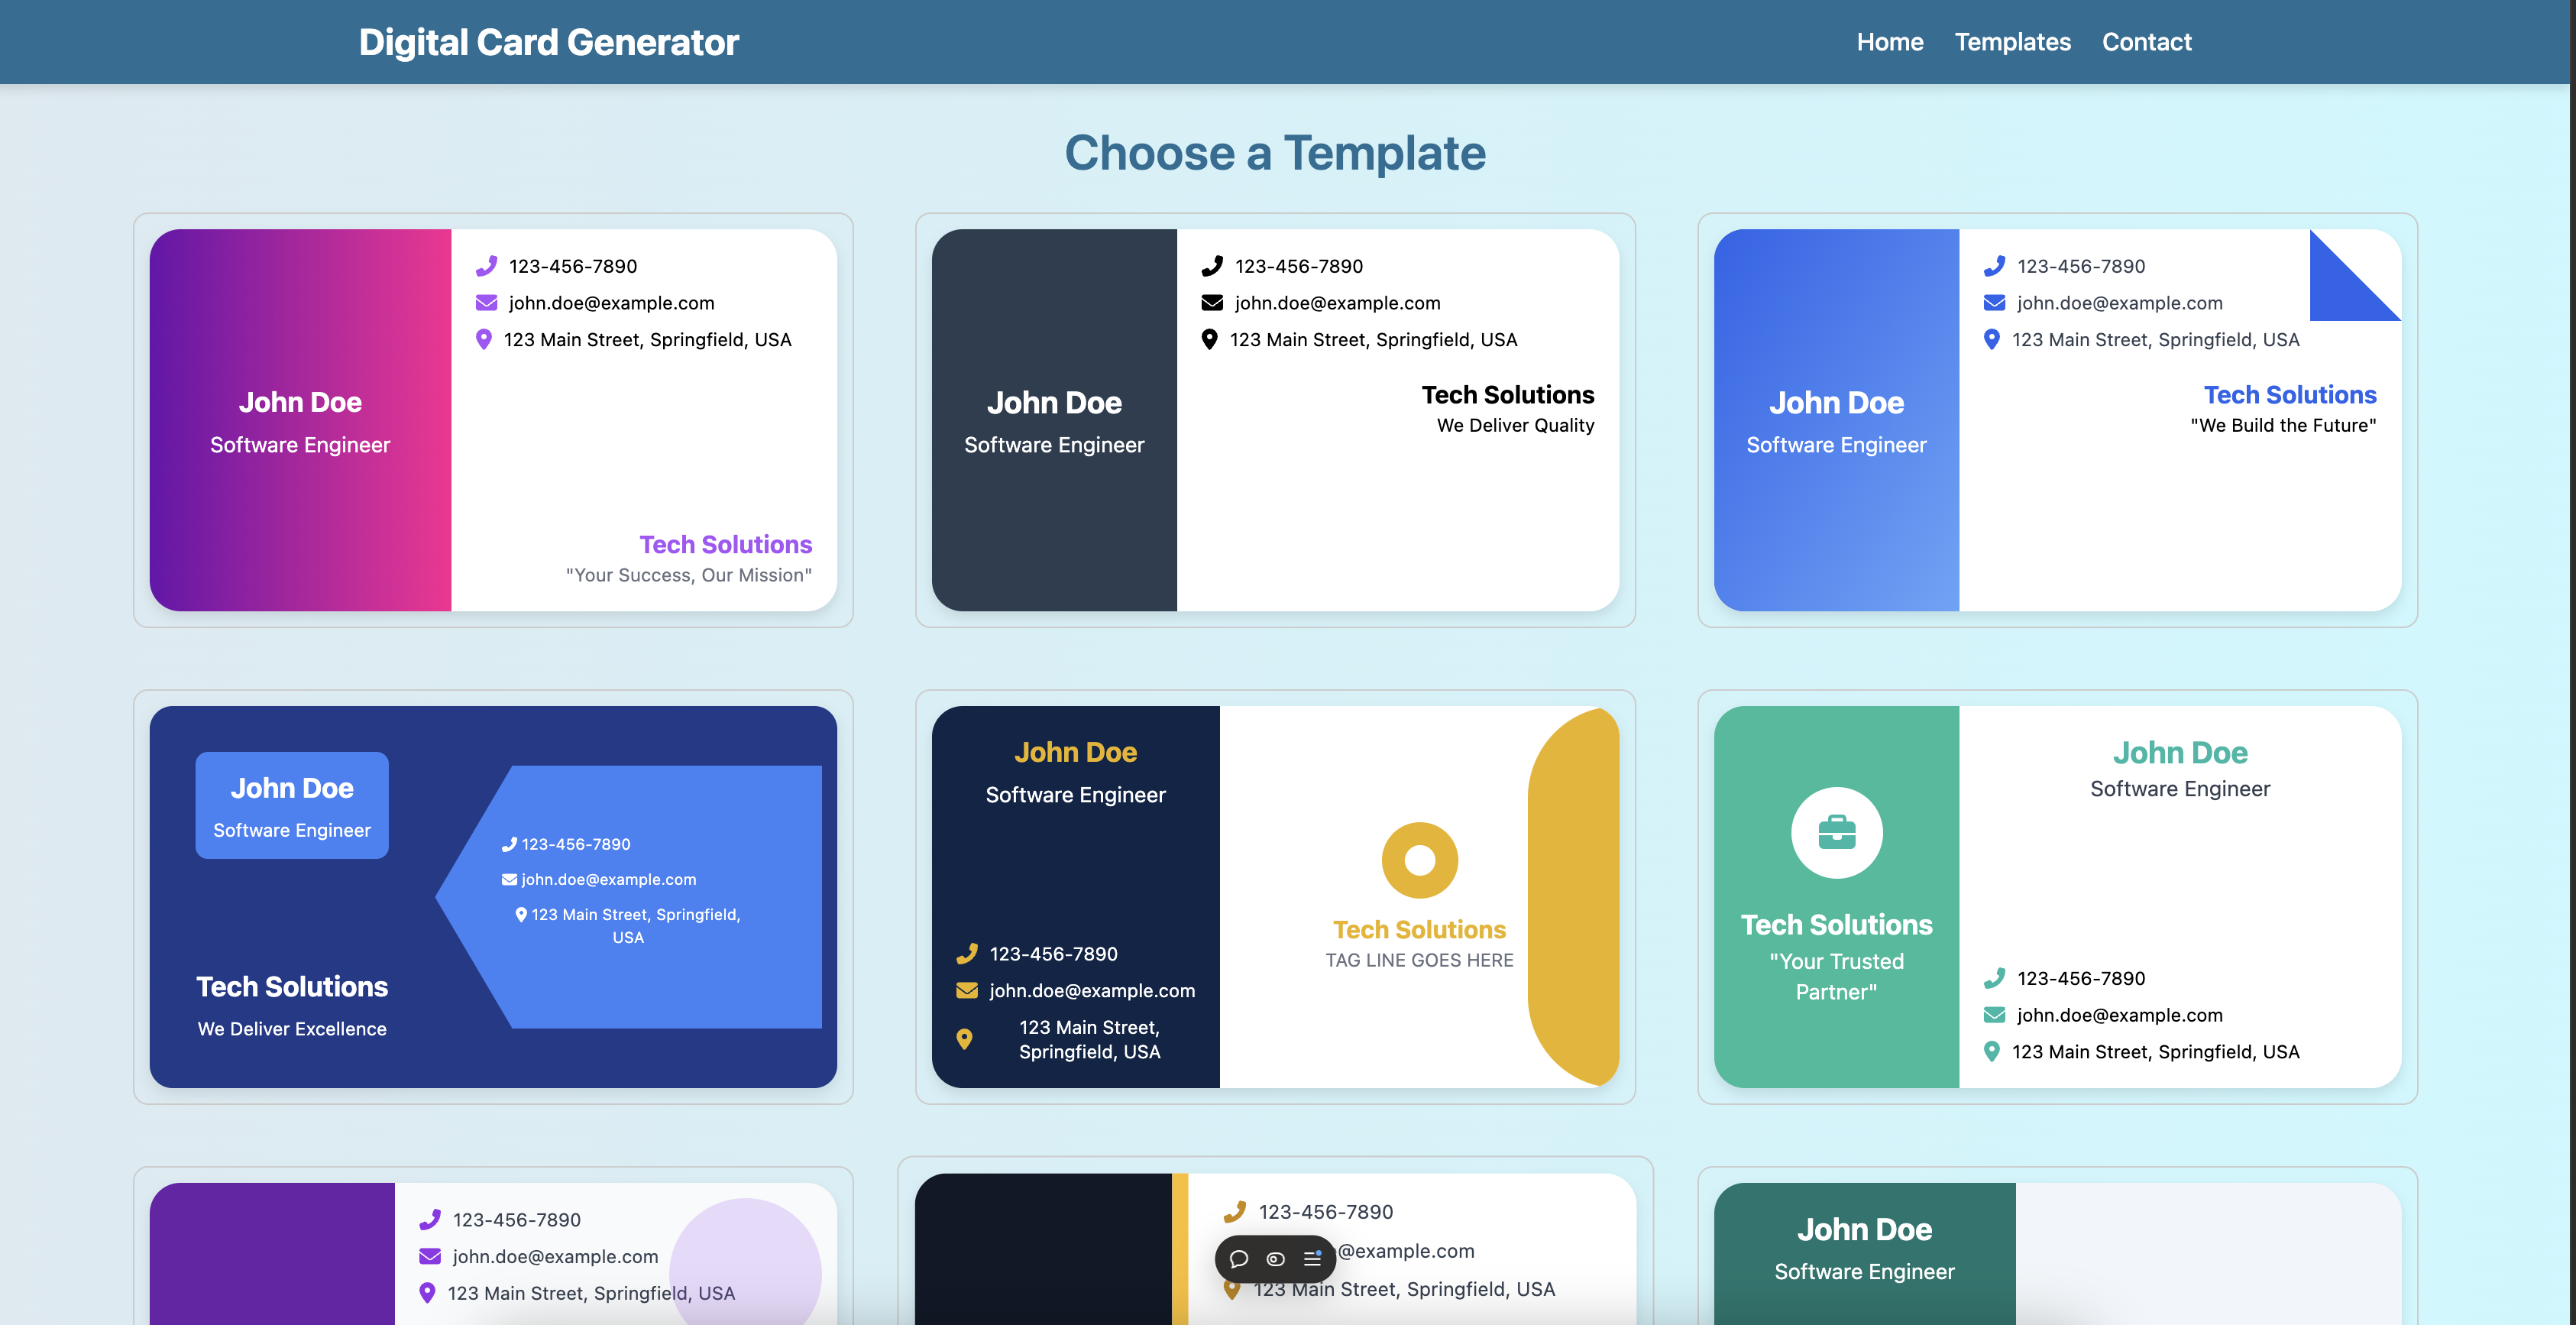 Digital Card Generator
Home Templates Contact
Choose a Template
John Doe
Software Engineer
123-456-7890
john.doe@example.com
123 Main Street, Springfield, USA
Tech Solutions
"Your Success, Our Mission"
John Doe
Software Engineer
123-456-7890
john.doe@example.com
123 Main Street, Springfield, USA
Tech Solutions
We Deliver Quality
John Doe
Software Engineer
123-456-7890
john.doe@example.com
123 Main Street, Springfield, USA
Tech Solutions
"We Build the Future"
John Doe
Software Engineer
Tech Solutions
We Deliver Excellence
123-456-7890
john.doe@example.com
123 Main Street, Springfield,
USA
John Doe
Software Engineer
123-456-7890
john.doe@example.com
123 Main Street,
Springfield, USA
Tech Solutions
TAG LINE GOES HERE
Tech Solutions
"Your Trusted
Partner"
John Doe
Software Engineer
123-456-7890
john.doe@example.com
123 Main Street, Springfield, USA
123-456-7890
john.doe@example.com
123 Main Street, Springfield, USA
123-456-7890
@example.com
123 Main Street, Springfield, USA
John Doe
Software Engineer